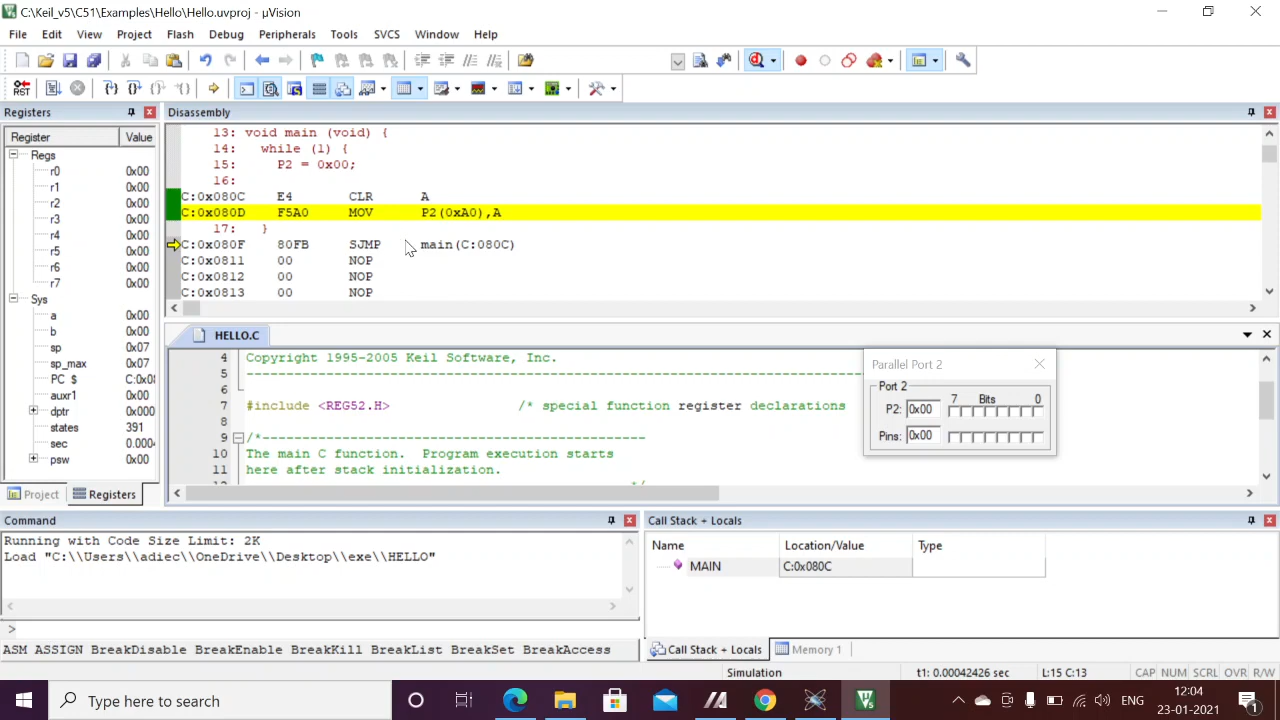 C:\Keil_v5\C51\Examples\Hello\Hello.uvproj - µVision
File Edit View Project Flash Debug Peripherals Tools SVCS Window Help
Registers
Register Value
Regs
r0 0x00
r1 0x00
r2 0x00
r3 0x00
r4 0x00
r5 0x00
r6 0x00
r7 0x00
Sys
a 0x00
b 0x00
sp 0x07
sp_max 0x07
PC $ C:0x08
auxr1 0x00
dptr 0x000
states 391
sec 0.0004
psw 0x00
Project Registers
Disassembly
13: void main (void) {
14: while (1) {
15: P2 = 0x00;
16:
C:0x080C E4 CLR A
C:0x080D F5A0 MOV P2(0xA0),A
17: }
C:0x080F 80FB SJMP main(C:080C)
C:0x0811 00 NOP
C:0x0812 00 NOP
C:0x0813 00 NOP
HELLO.C
4 Copyright 1995-2005 Keil Software, Inc.
5 -------------------------------------------------------------------------------
6
7 #include <REG52.H> /* special function register declarations
8
9 /*------------------------------------------------
10 The main C function. Program execution starts
11 here after stack initialization.
Parallel Port 2
Port 2
7 Bits 0
P2: 0x00
Pins: 0x00
Command
Running with Code Size Limit: 2K
Load "C:\\Users\\adiec\\OneDrive\\Desktop\\exe\\HELLO"
>
ASM ASSIGN BreakDisable BreakEnable BreakKill BreakList BreakSet BreakAccess
Call Stack + Locals
Name Location/Value Type
MAIN C:0x080C
Call Stack + Locals Memory 1
Simulation t1: 0.00042426 sec L:15 C:13 CAP NUM SCRL OVR R/W
Type here to search
ENG
12:04
23-01-2021
1